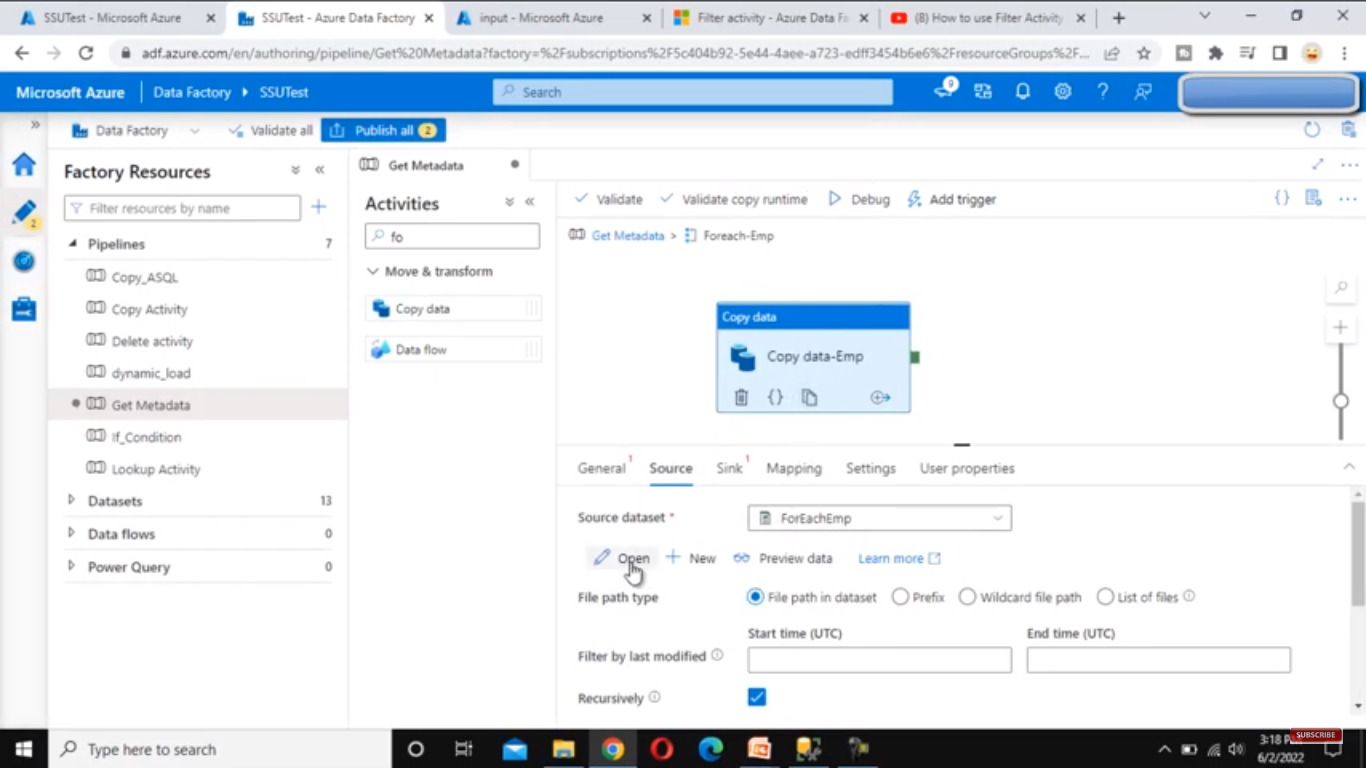 SSUTest - Microsoft Azure
SSUTest - Azure Data Factory
input - Microsoft Azure
Filter activity - Azure Data Fa
(8) How to use Filter Activity
adf.azure.com/en/authoring/pipeline/Get%20Metadata?factory=%2Fsubscriptions%2F5c404b92-5e44-4aee-a723-edff3454b6e6%2FresourceGroups%2F...
Microsoft Azure
Data Factory
SSUTest
Search
9
Data Factory
Validate all
Publish all 2
Factory Resources
Filter resources by name
2
Pipelines 7
Copy_ASQL
Copy Activity
Delete activity
dynamic_load
Get Metadata
If_Condition
Lookup Activity
Datasets 13
Data flows 0
Power Query 0
Get Metadata
Activities
fo
Move & transform
Copy data
Data flow
Validate
Validate copy runtime
Debug
Add trigger
Get Metadata > Foreach-Emp
Copy data
Copy data-Emp
General 1
Source
Sink 1
Mapping
Settings
User properties
Source dataset *
ForEachEmp
Open
New
Preview data
Learn more
File path type
File path in dataset
Prefix
Wildcard file path
List of files
Start time (UTC)
End time (UTC)
Filter by last modified
Recursively
Type here to search
3:18 P
SUBSCRIBE
6/2/2022